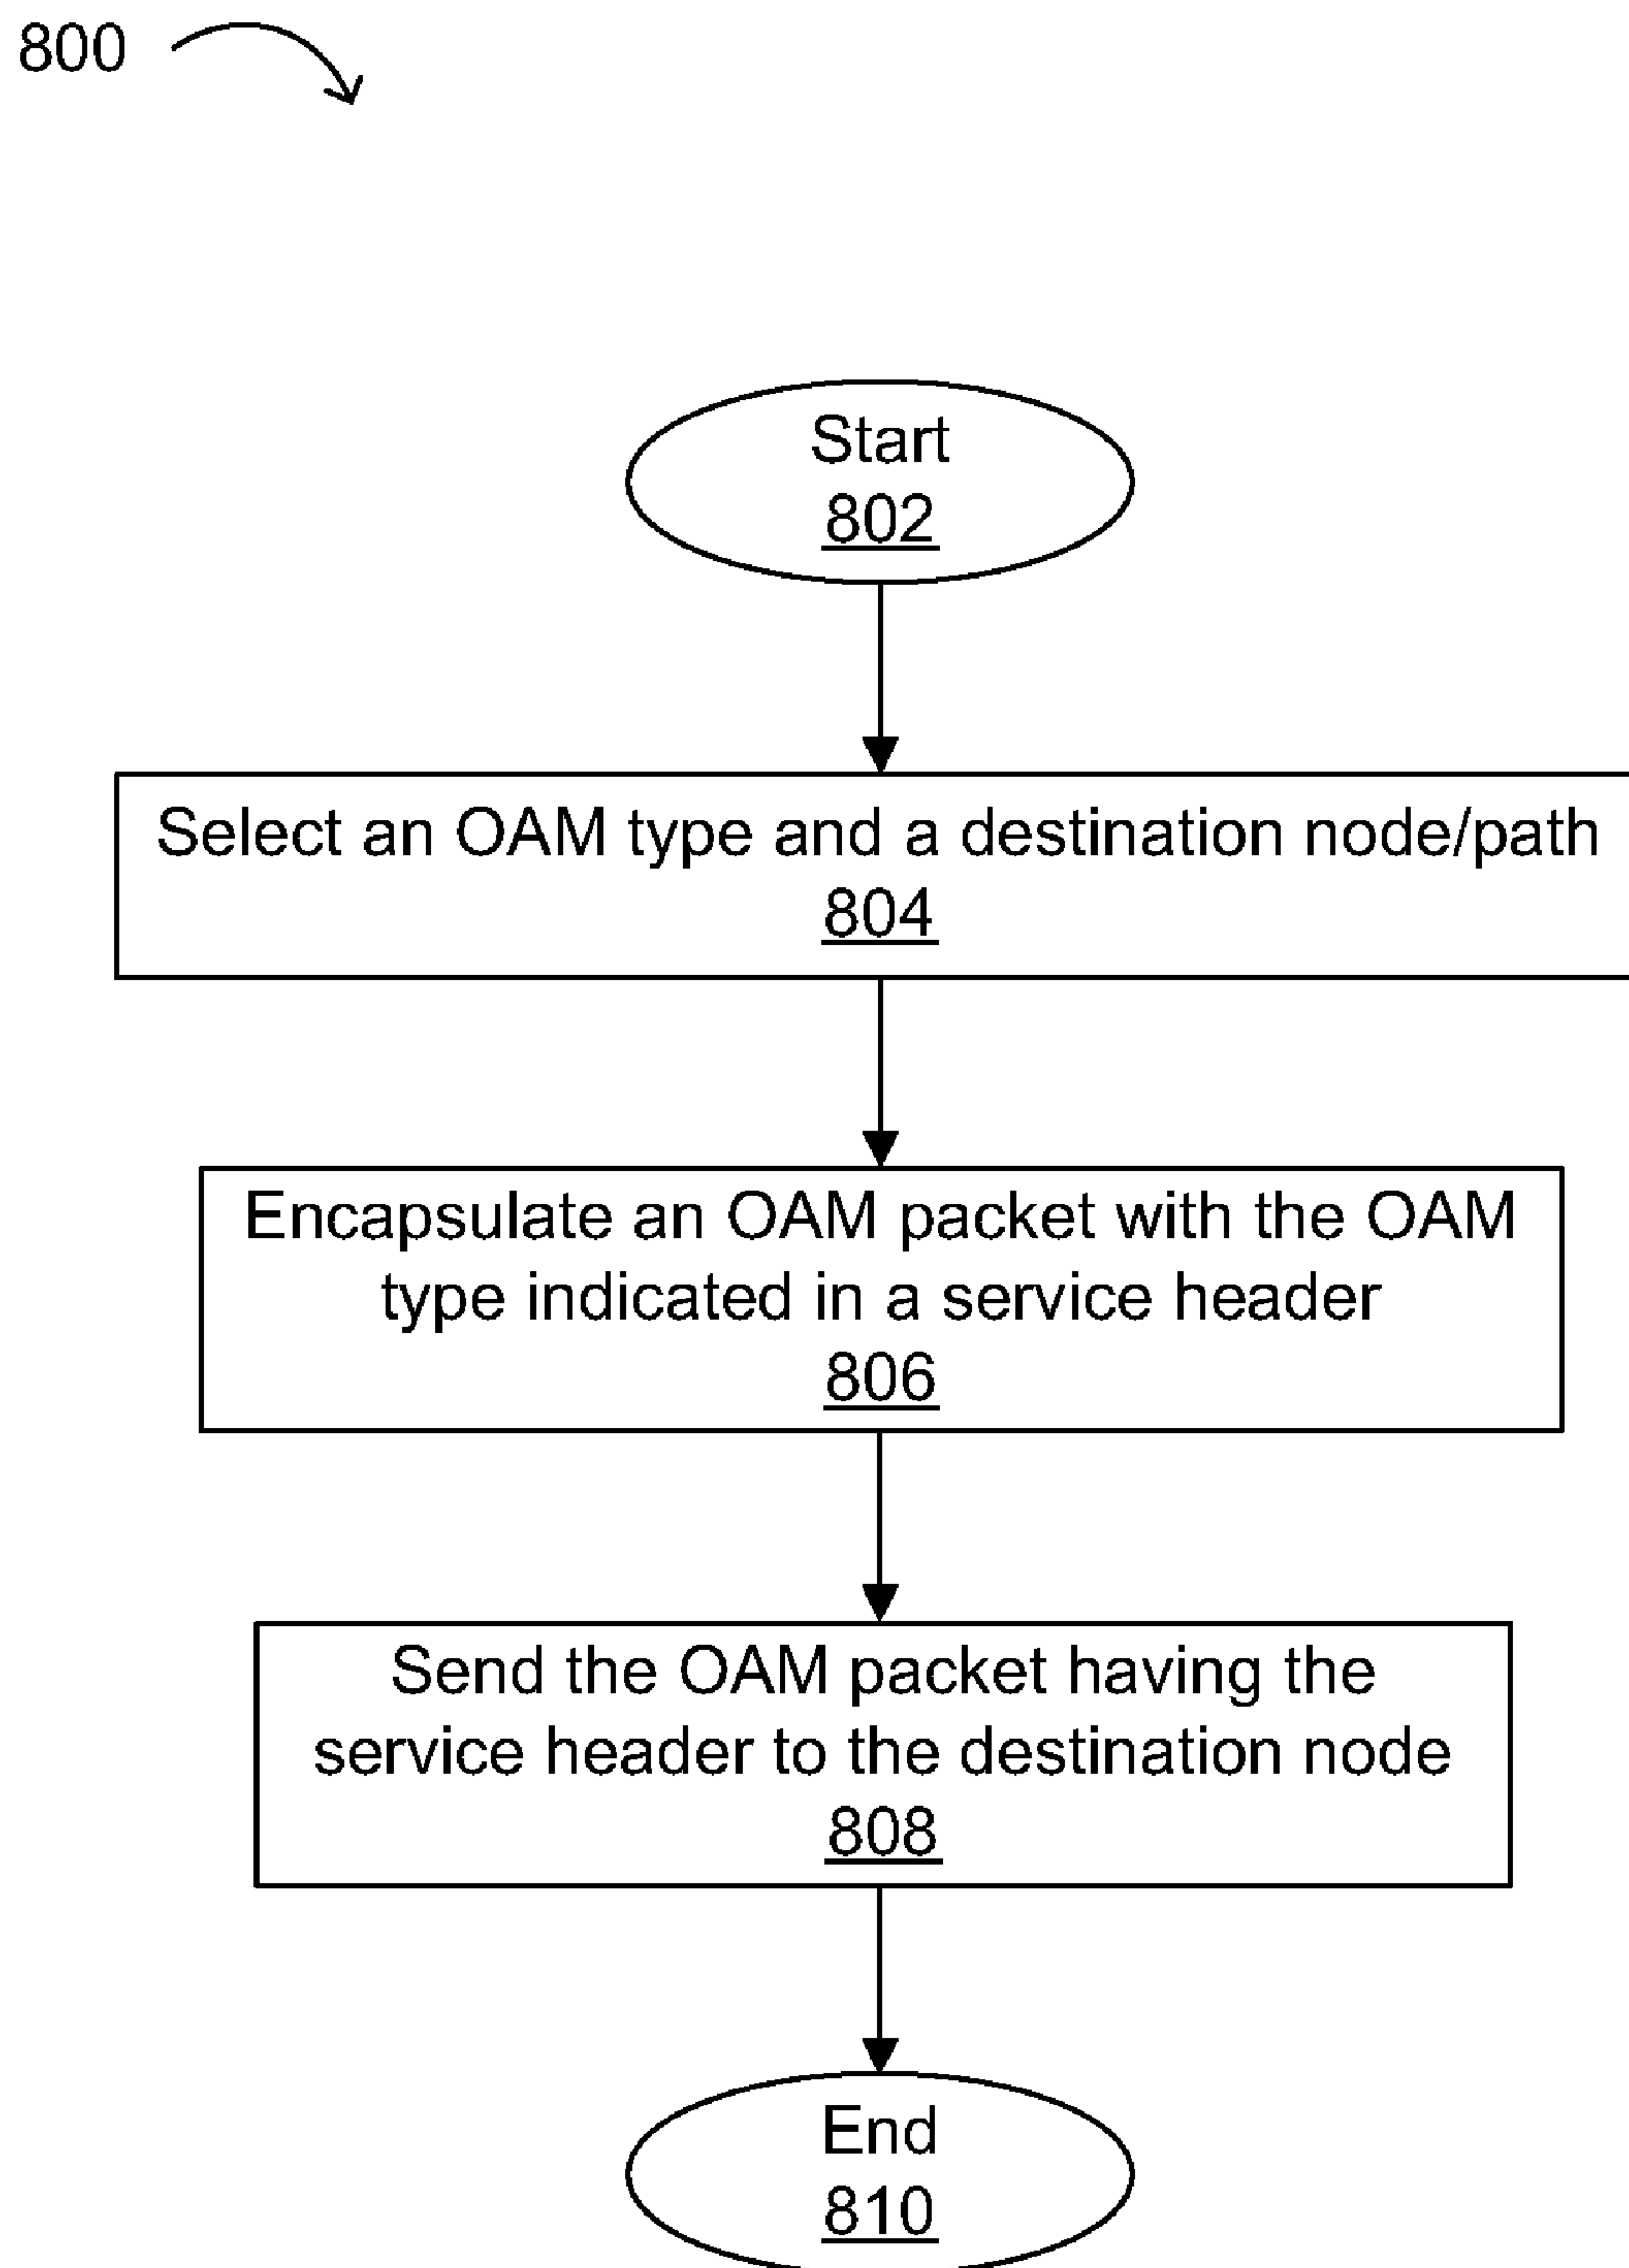 800
Start
802
Select an OAM type and a destination node/path
804
Encapsulate an OAM packet with the OAM
type indicated in a service header
806
Send the OAM packet having the
service header to the destination node
808
End
810